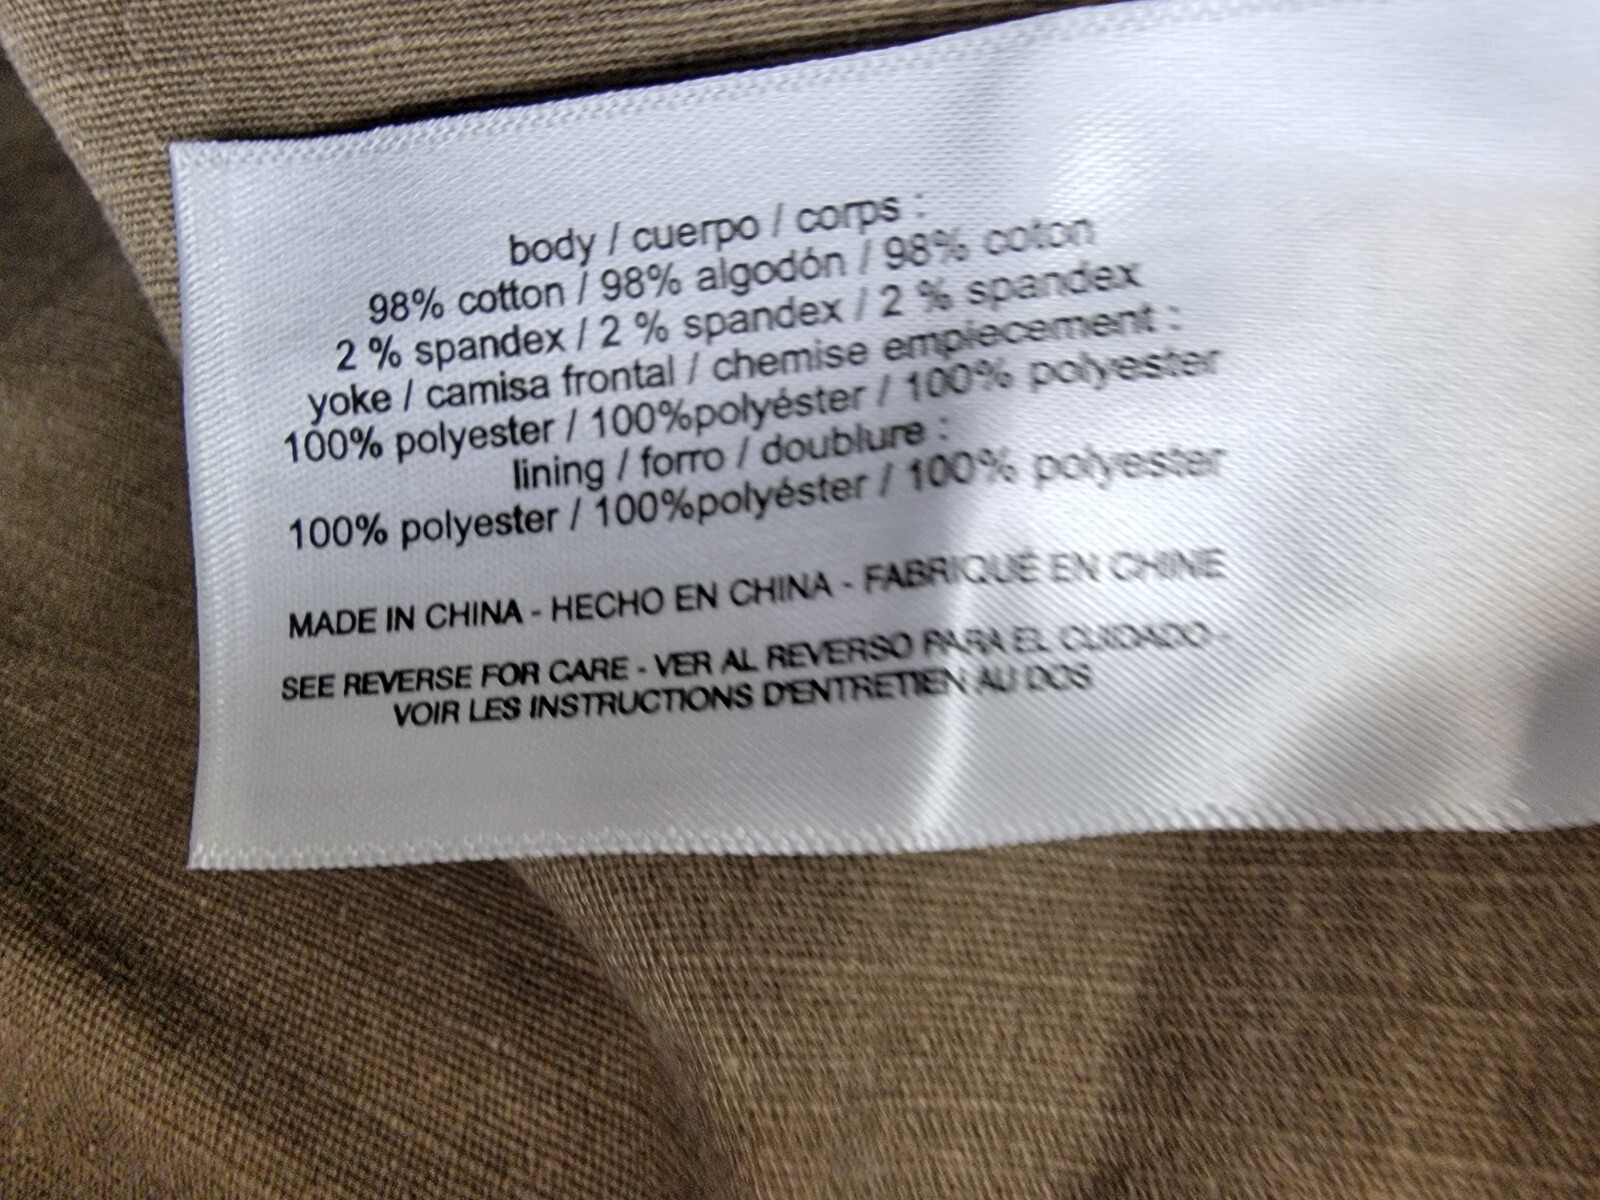 body / cuerpo / corps :
98% cotton / 98% algodón / 98% coton
2 % spandex / 2 % spandex / 2 % spandex
yoke / camisa frontal / chemise empiecement :
100% polyester / 100%polyéster / 100% polyester
lining / forro / doublure :
100% polyester / 100%polyéster / 100% polyester
MADE IN CHINA - HECHO EN CHINA - FABRIQUÉ EN CHINE
SEE REVERSE FOR CARE - VER AL REVERSO PARA EL CUIDADO -
VOIR LES INSTRUCTIONS D'ENTRETIEN AU DOS